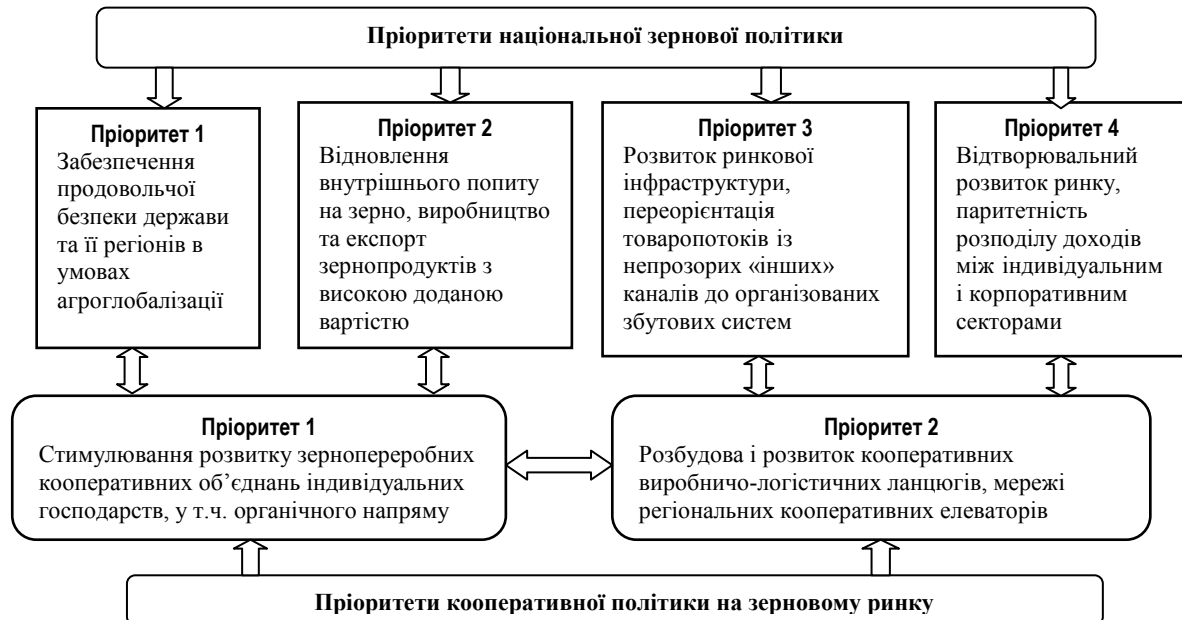 Пріоритети національної зернової політики
Пріоритет 1
Забезпечення
продовольчої
безпеки держави
та її регіонів в
умовах
агроглобалізації
Пріоритет 2
Відновлення
внутрішнього попиту
на зерно, виробництво
та експорт
зернопродуктів з
високою доданою
вартістю
Пріоритет 3
Розвиток ринкової
інфраструктури,
переорієнтація
товаропотоків із
непрозорих «інших»
каналів до організованих
збутових систем
Пріоритет 4
Відтворювальний
розвиток ринку,
паритетність
розподілу доходів
між індивідуальним
і корпоративним
секторами
Пріоритет 1
Стимулювання розвитку зернопереробних
кооперативних об’єднань індивідуальних
господарств, у т.ч. органічного напряму
Пріоритет 2
Розбудова і розвиток кооперативних
виробничо-логістичних ланцюгів, мережі
регіональних кооперативних елеваторів
Пріоритети кооперативної політики на зерновому ринку